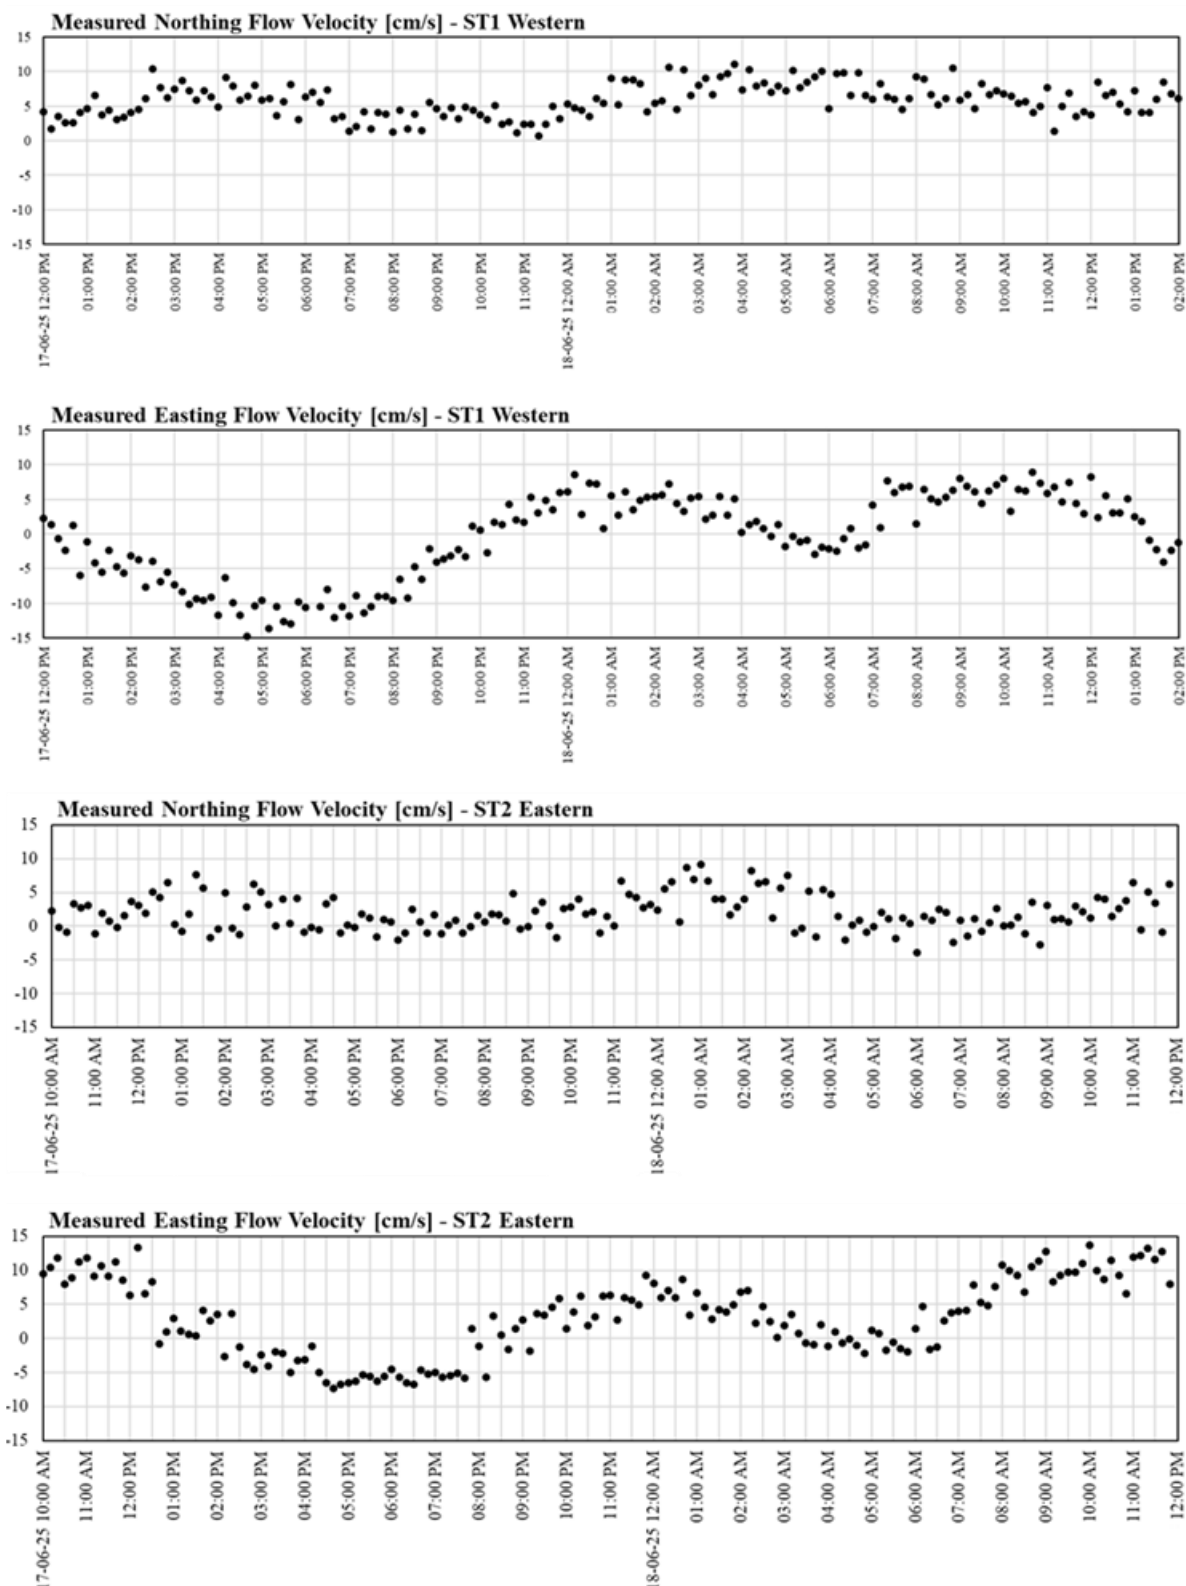 Measured Northing Flow Velocity [cm/s] - ST1 Western
15
10
5
0
-5
-10
-15
17-06-25 12:00 PM
01:00 PM
02:00 PM
03:00 PM
04:00 PM
05:00 PM
06:00 PM
07:00 PM
08:00 PM
09:00 PM
10:00 PM
11:00 PM
18-06-25 12:00 AM
01:00 AM
02:00 AM
03:00 AM
04:00 AM
05:00 AM
06:00 AM
07:00 AM
08:00 AM
09:00 AM
10:00 AM
11:00 AM
12:00 PM
01:00 PM
02:00 PM
Measured Easting Flow Velocity [cm/s] - ST1 Western
15
10
5
0
-5
-10
-15
17-06-25 12:00 PM
01:00 PM
02:00 PM
03:00 PM
04:00 PM
05:00 PM
06:00 PM
07:00 PM
08:00 PM
09:00 PM
10:00 PM
11:00 PM
18-06-25 12:00 AM
01:00 AM
02:00 AM
03:00 AM
04:00 AM
05:00 AM
06:00 AM
07:00 AM
08:00 AM
09:00 AM
10:00 AM
11:00 AM
12:00 PM
01:00 PM
02:00 PM
Measured Northing Flow Velocity [cm/s] - ST2 Eastern
15
10
5
0
-5
-10
-15
17-06-25 10:00 AM
11:00 AM
12:00 PM
01:00 PM
02:00 PM
03:00 PM
04:00 PM
05:00 PM
06:00 PM
07:00 PM
08:00 PM
09:00 PM
10:00 PM
11:00 PM
18-06-25 12:00 AM
01:00 AM
02:00 AM
03:00 AM
04:00 AM
05:00 AM
06:00 AM
07:00 AM
08:00 AM
09:00 AM
10:00 AM
11:00 AM
12:00 PM
Measured Easting Flow Velocity [cm/s] - ST2 Eastern
15
10
5
0
-5
-10
-15
17-06-25 10:00 AM
11:00 AM
12:00 PM
01:00 PM
02:00 PM
03:00 PM
04:00 PM
05:00 PM
06:00 PM
07:00 PM
08:00 PM
09:00 PM
10:00 PM
11:00 PM
18-06-25 12:00 AM
01:00 AM
02:00 AM
03:00 AM
04:00 AM
05:00 AM
06:00 AM
07:00 AM
08:00 AM
09:00 AM
10:00 AM
11:00 AM
12:00 PM